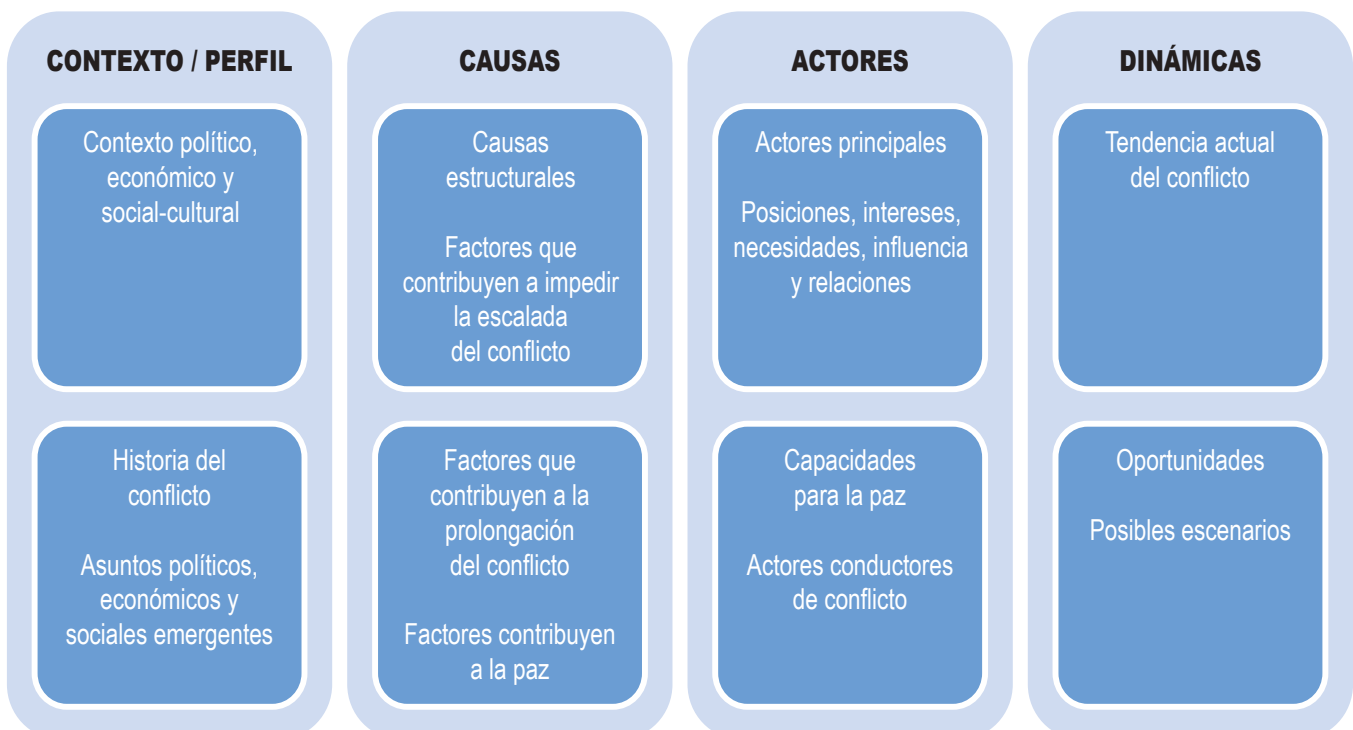 CONTEXTO / PERFIL
Contexto político,
económico y
social-cultural
Historia del
conflicto
Asuntos políticos,
económicos y
sociales emergentes
CAUSAS
Causas
estructurales
Factores que
contribuyen a impedir
la escalada
del conflicto
Factores que
contribuyen a la
prolongación
del conflicto
Factores contribuyen
a la paz
ACTORES
Actores principales
Posiciones, intereses,
necesidades, influencia
y relaciones
Capacidades
para la paz
Actores conductores
de conflicto
DINÁMICAS
Tendencia actual
del conflicto
Oportunidades
Posibles escenarios